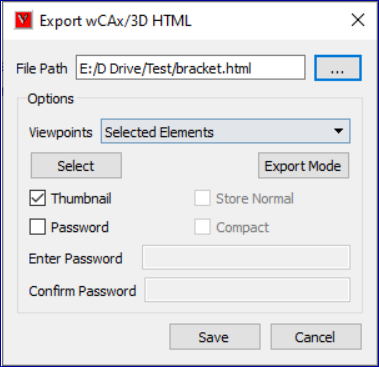 Export wCAx/3D HTML
File Path E:/D Drive/Test/bracket.html ...
Options
Viewpoints Selected Elements
Select Export Mode
Thumbnail Store Normal
Password Compact
Enter Password
Confirm Password
Save Cancel